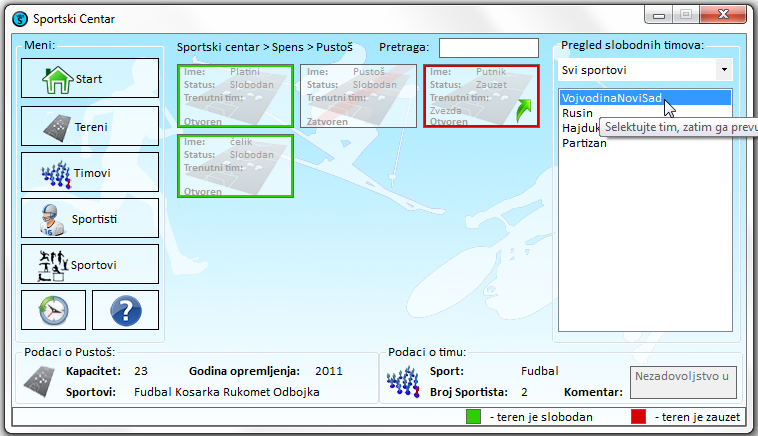 Sportski Centar
Meni:
Start
Tereni
Timovi
Sportisti
Sportovi
Sportski centar > Spens > Pustoš
Pretraga:
Ime: Platini
Status: Slobodan
Trenutni tim:
Otvoren
Ime: Pustoš
Status: Slobodan
Trenutni tim:
Zatvoren
Ime: Putnik
Status: Zauzet
Trenutni tim:
Zvezda
Otvoren
Ime: čelik
Status: Slobodan
Trenutni tim:
Otvoren
Pregled slobodnih timova:
Svi sportovi
VojvodinaNoviSad
Rusin
Hajduk
Partizan
Selektujte tim, zatim ga prevu
Podaci o Pustoš:
Kapacitet: 23 Godina opremljenja: 2011
Sportovi: Fudbal Kosarka Rukomet Odbojka
Podaci o timu:
Sport: Fudbal
Broj Sportista: 2 Komentar: Nezadovoljstvo u
- teren je slobodan - teren je zauzet